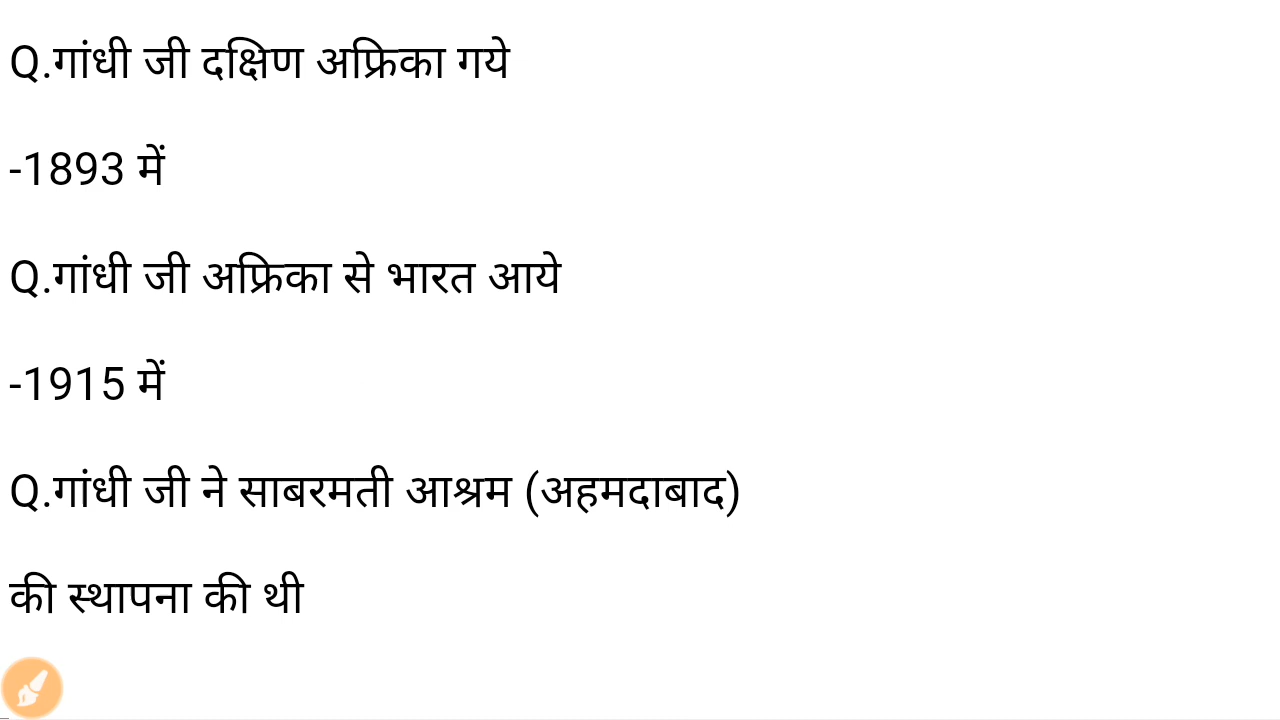 Q.गांधी जी दक्षिण अफ्रिका गये
-1893 में
Q.गांधी जी अफ्रिका से भारत आये
-1915 में
Q.गांधी जी ने साबरमती आश्रम (अहमदाबाद)
की स्थापना की थी